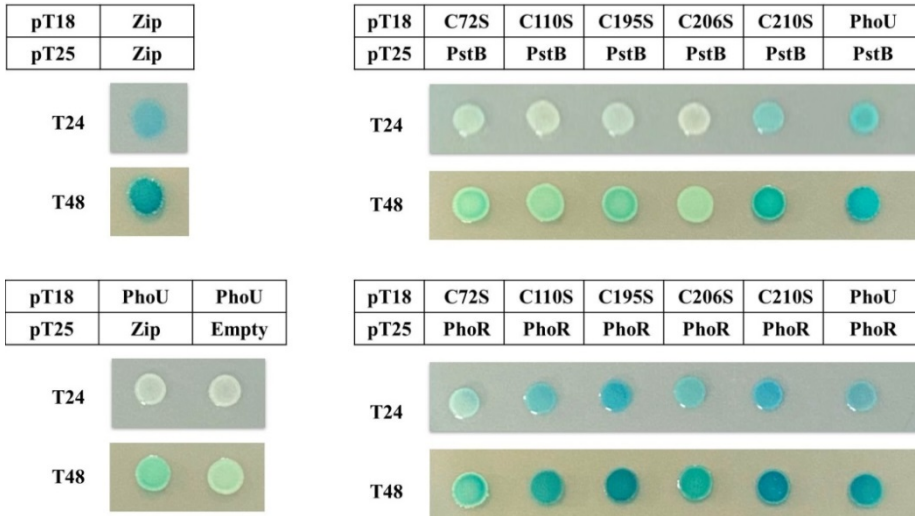 pT18 Zip
pT25 Zip
T24
T48
pT18 C72S C110S C195S C206S C210S PhoU
pT25 PstB PstB PstB PstB PstB PstB
T24
T48
pT18 PhoU PhoU
pT25 Zip Empty
T24
T48
pT18 C72S C110S C195S C206S C210S PhoU
pT25 PhoR PhoR PhoR PhoR PhoR PhoR
T24
T48